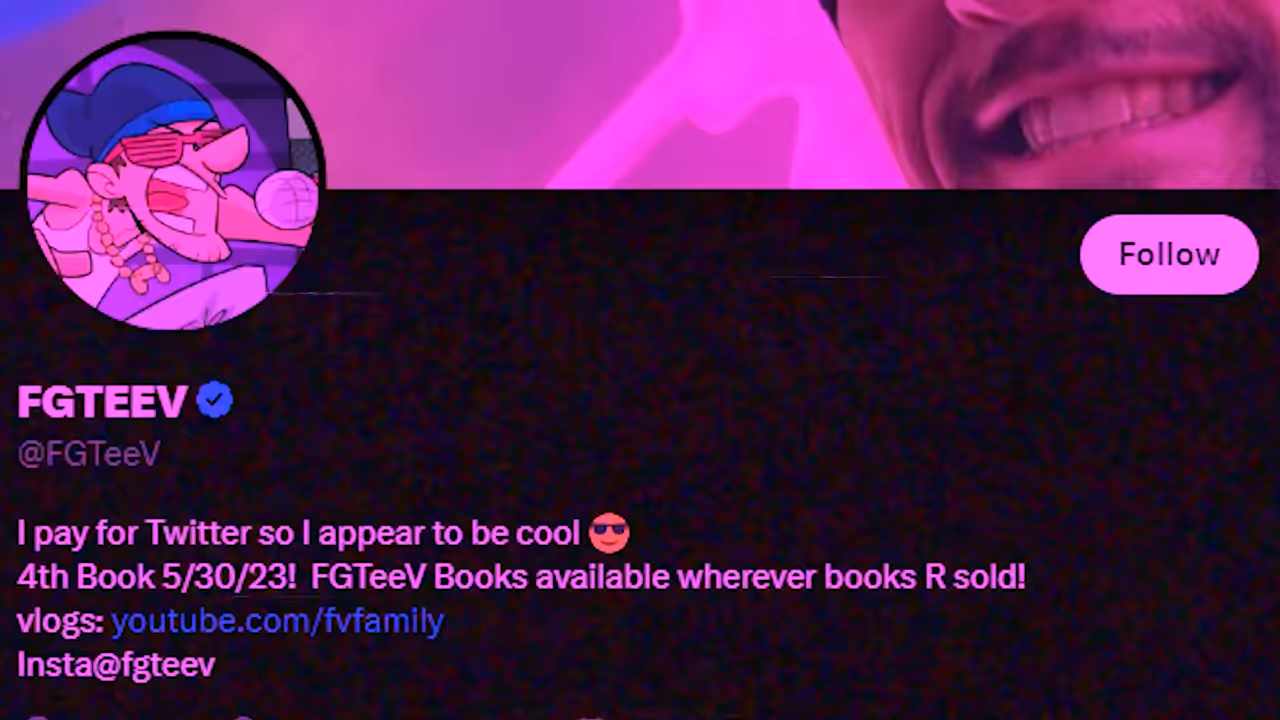 Follow
FGTEEV
@FGTeeV
I pay for Twitter so I appear to be cool 😎
4th Book 5/30/23! FGTeeV Books available wherever books R sold!
vlogs: youtube.com/fvfamily
Insta@fgteev